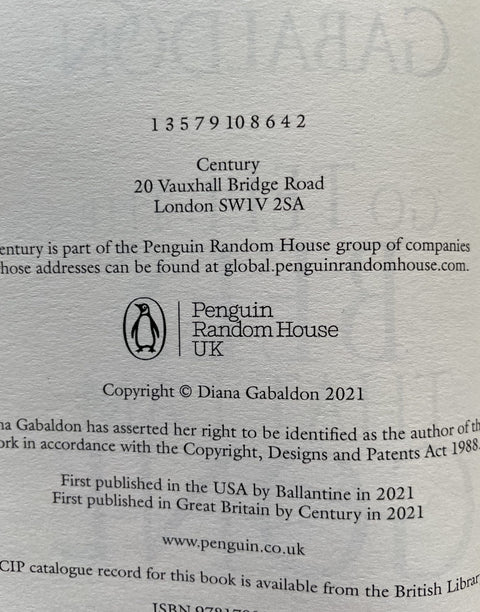 1 3 5 7 9 10 8 6 4 2
Century
20 Vauxhall Bridge Road
London SW1V 2SA
entury is part of the Penguin Random House group of companies
hose addresses can be found at global.penguinrandomhouse.com.
Penguin
Random House
UK
Copyright © Diana Gabaldon 2021
na Gabaldon has asserted her right to be identified as the author of th
ork in accordance with the Copyright, Designs and Patents Act 1988.
First published in the USA by Ballantine in 2021
First published in Great Britain by Century in 2021
www.penguin.co.uk
CIP catalogue record for this book is available from the British Librar
ISBN